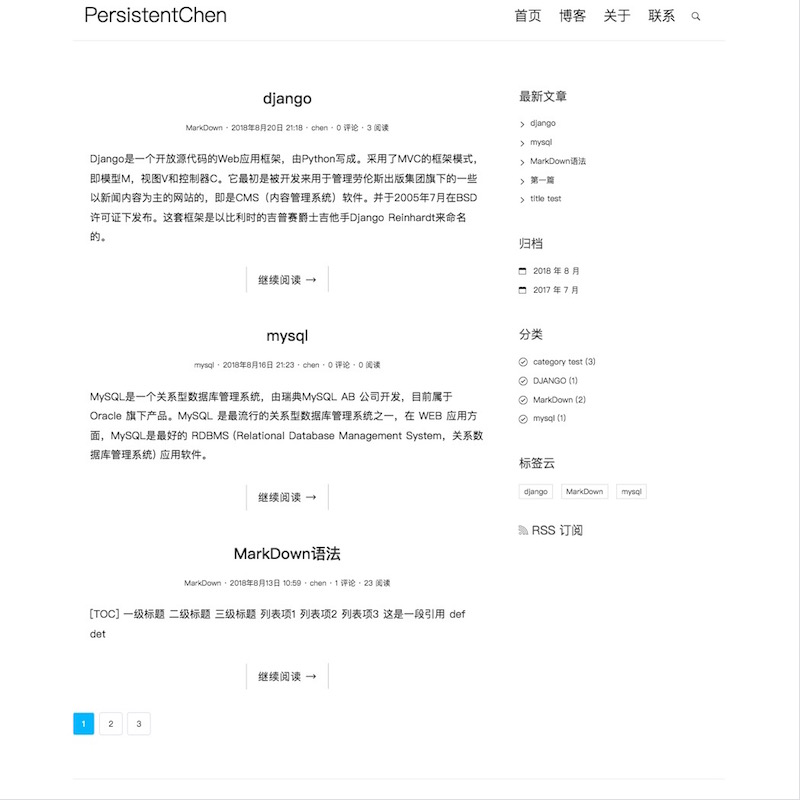 PersistentChen
首页 博客 关于 联系
django
MarkDown · 2018年8月20日 21:18 · chen · 0 评论 · 3 阅读
Django是一个开放源代码的Web应用框架，由Python写成。采用了MVC的框架模式，
即模型M，视图V和控制器C。它最初是被开发来用于管理劳伦斯出版集团旗下的一些
以新闻内容为主的网站的，即是CMS（内容管理系统）软件。并于2005年7月在BSD
许可证下发布。这套框架是以比利时的吉普赛爵士吉他手Django Reinhardt来命名
的。
继续阅读 →
mysql
mysql · 2018年8月16日 21:23 · chen · 0 评论 · 0 阅读
MySQL是一个关系型数据库管理系统，由瑞典MySQL AB 公司开发，目前属于
Oracle 旗下产品。MySQL 是最流行的关系型数据库管理系统之一，在 WEB 应用方
面，MySQL是最好的 RDBMS (Relational Database Management System，关系数
据库管理系统) 应用软件。
继续阅读 →
MarkDown语法
MarkDown · 2018年8月13日 10:59 · chen · 1 评论 · 23 阅读
[TOC] 一级标题 二级标题 三级标题 列表项1 列表项2 列表项3 这是一段引用 def
det
继续阅读 →
1 2 3
最新文章
django
mysql
MarkDown语法
第一篇
title test
归档
2018 年 8 月
2017 年 7 月
分类
category test (3)
DJANGO (1)
MarkDown (2)
mysql (1)
标签云
django MarkDown mysql
RSS 订阅